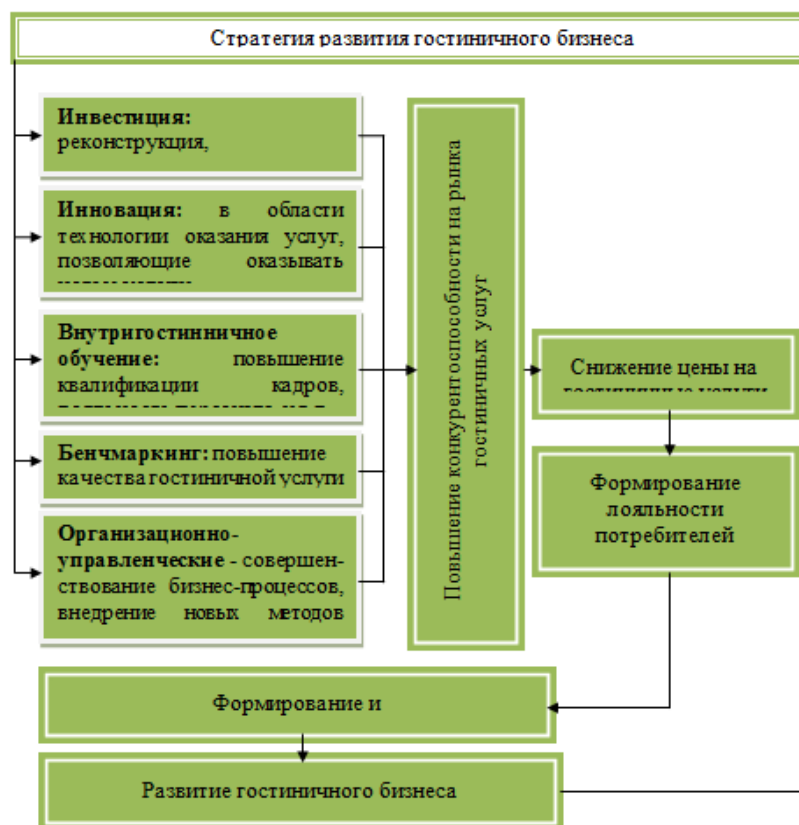 Стратегия развития гостиничного бизнеса
Инвестиция:
реконструкция,
Инновация: в области
технологии оказания услуг,
позволяющие оказывать
Внутригостинничное
обучение: повышение
квалификации кадров,
Бенчмаркинг: повышение
качества гостиничной услуги
Организационно-
управленческие - совершен-
ствование бизнес-процессов,
внедрение новых методов
Повышение конкурентоспособности на рынка
гостиничных услуг
Снижение цены на
гостиничные услуги
Формирование
лояльности
потребителей
Формирование и
Развитие гостиничного бизнеса